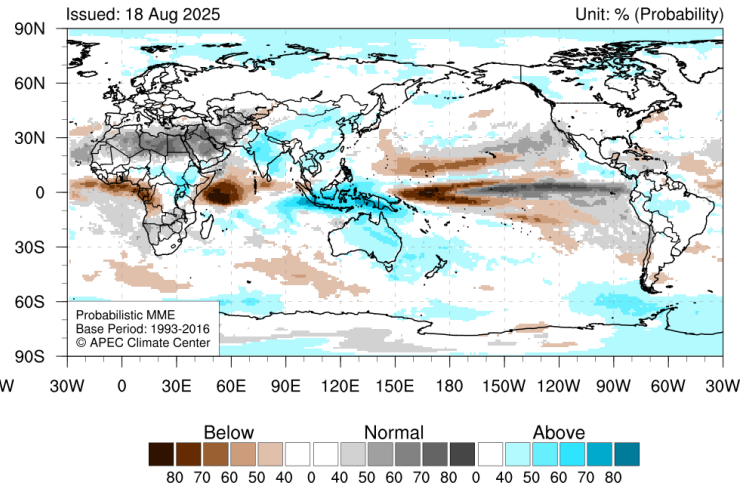 Issued: 18 Aug 2025 Unit: % (Probability)
90N
60N
30N
0
30S
60S
90S
Probabilistic MME
Base Period: 1993-2016
© APEC Climate Center
W 30W 0 30E 60E 90E 120E 150E 180 150W 120W 90W 60W 30W
Below Normal Above
80 70 60 50 40 0 40 50 60 70 80 0 40 50 60 70 80